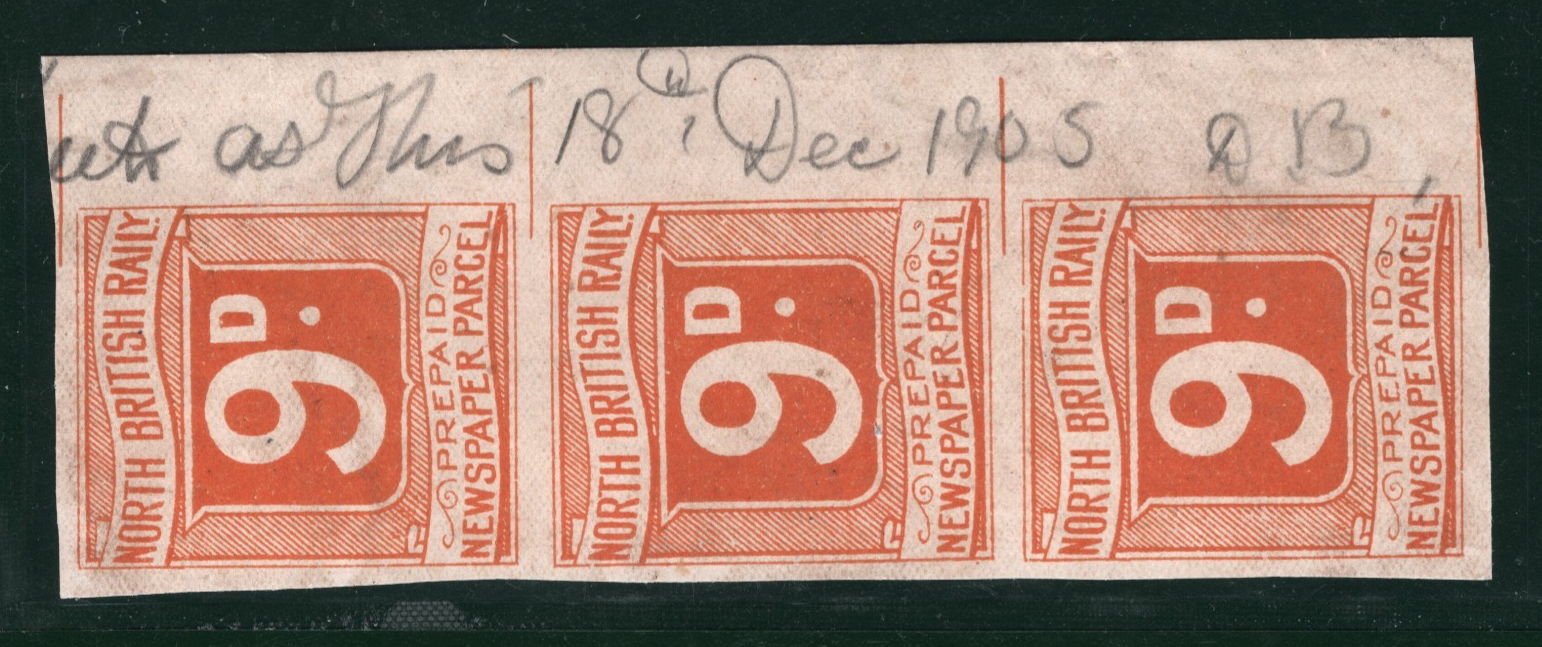 as This 18th Dec 1905 D B,
NORTH BRITISH RAILY.
9D.
PREPAID
NEWSPAPER PARCEL
NORTH BRITISH RAILY.
9D.
PREPAID
NEWSPAPER PARCEL
NORTH BRITISH RAILY.
9D.
PREPAID
NEWSPAPER PARCEL